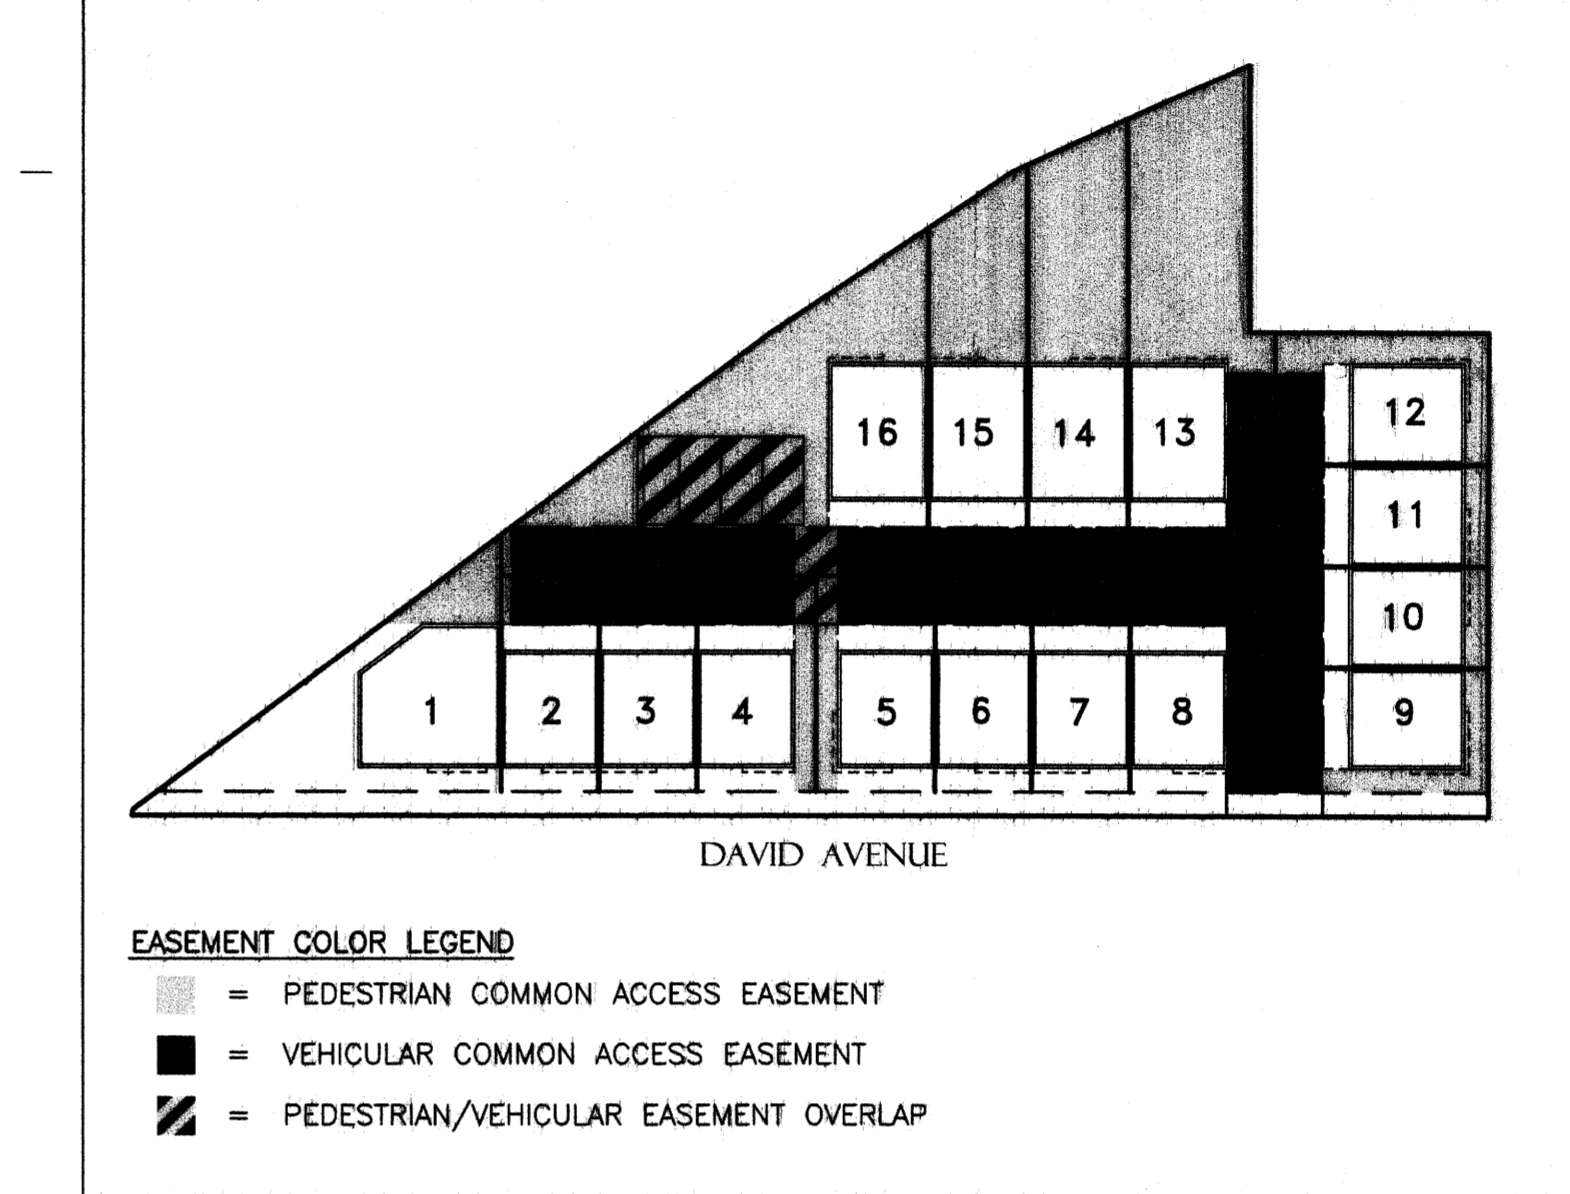 16 15 14 13 12
11
10
1 2 3 4 5 6 7 8 9
DAVID AVENUE
EASEMENT COLOR LEGEND
= PEDESTRIAN COMMON ACCESS EASEMENT
= VEHICULAR COMMON ACCESS EASEMENT
= PEDESTRIAN/VEHICULAR EASEMENT OVERLAP